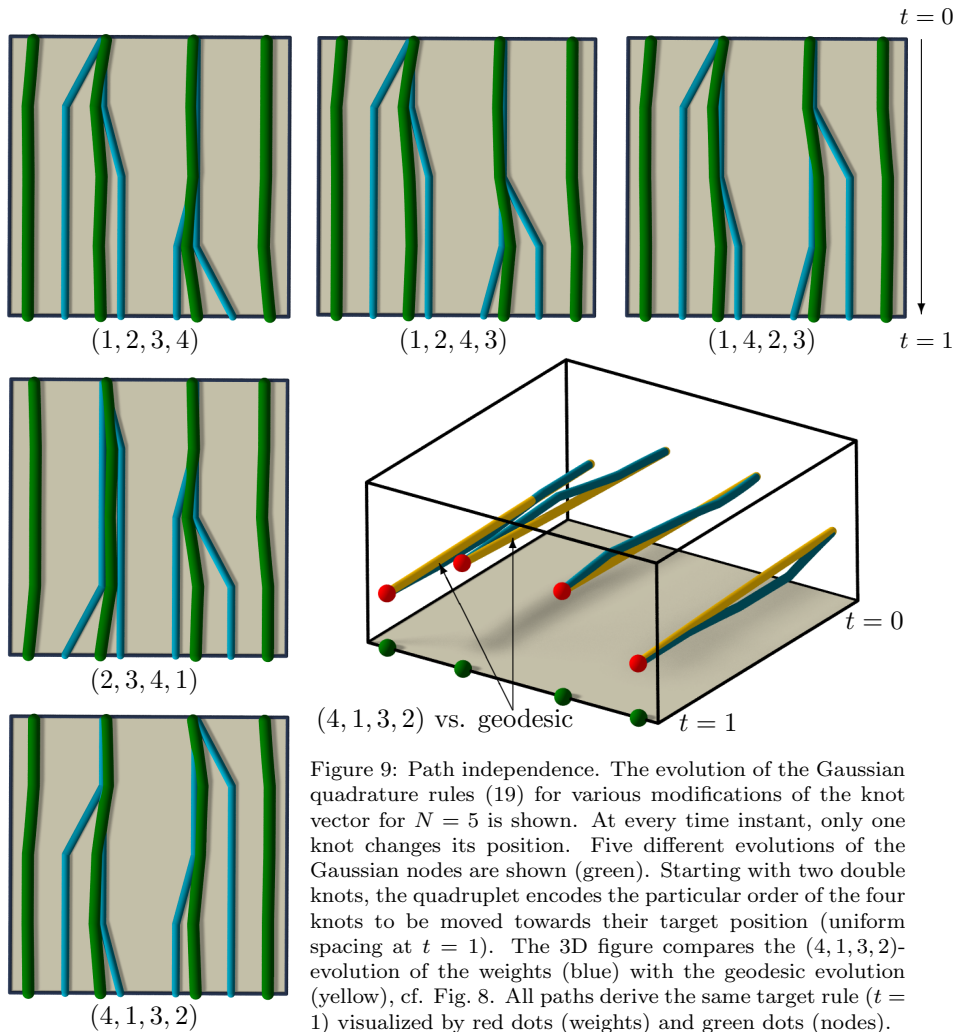 t = 0
(1, 2, 3, 4)
(1, 2, 4, 3)
(1, 4, 2, 3)
t = 1
(2, 3, 4, 1)
t = 0
(4, 1, 3, 2) vs. geodesic
t = 1
(4, 1, 3, 2)
Figure 9: Path independence. The evolution of the Gaussian
quadrature rules (19) for various modifications of the knot
vector for N = 5 is shown. At every time instant, only one
knot changes its position. Five different evolutions of the
Gaussian nodes are shown (green). Starting with two double
knots, the quadruplet encodes the particular order of the four
knots to be moved towards their target position (uniform
spacing at t = 1). The 3D figure compares the (4, 1, 3, 2)-
evolution of the weights (blue) with the geodesic evolution
(yellow), cf. Fig. 8. All paths derive the same target rule (t =
1) visualized by red dots (weights) and green dots (nodes).